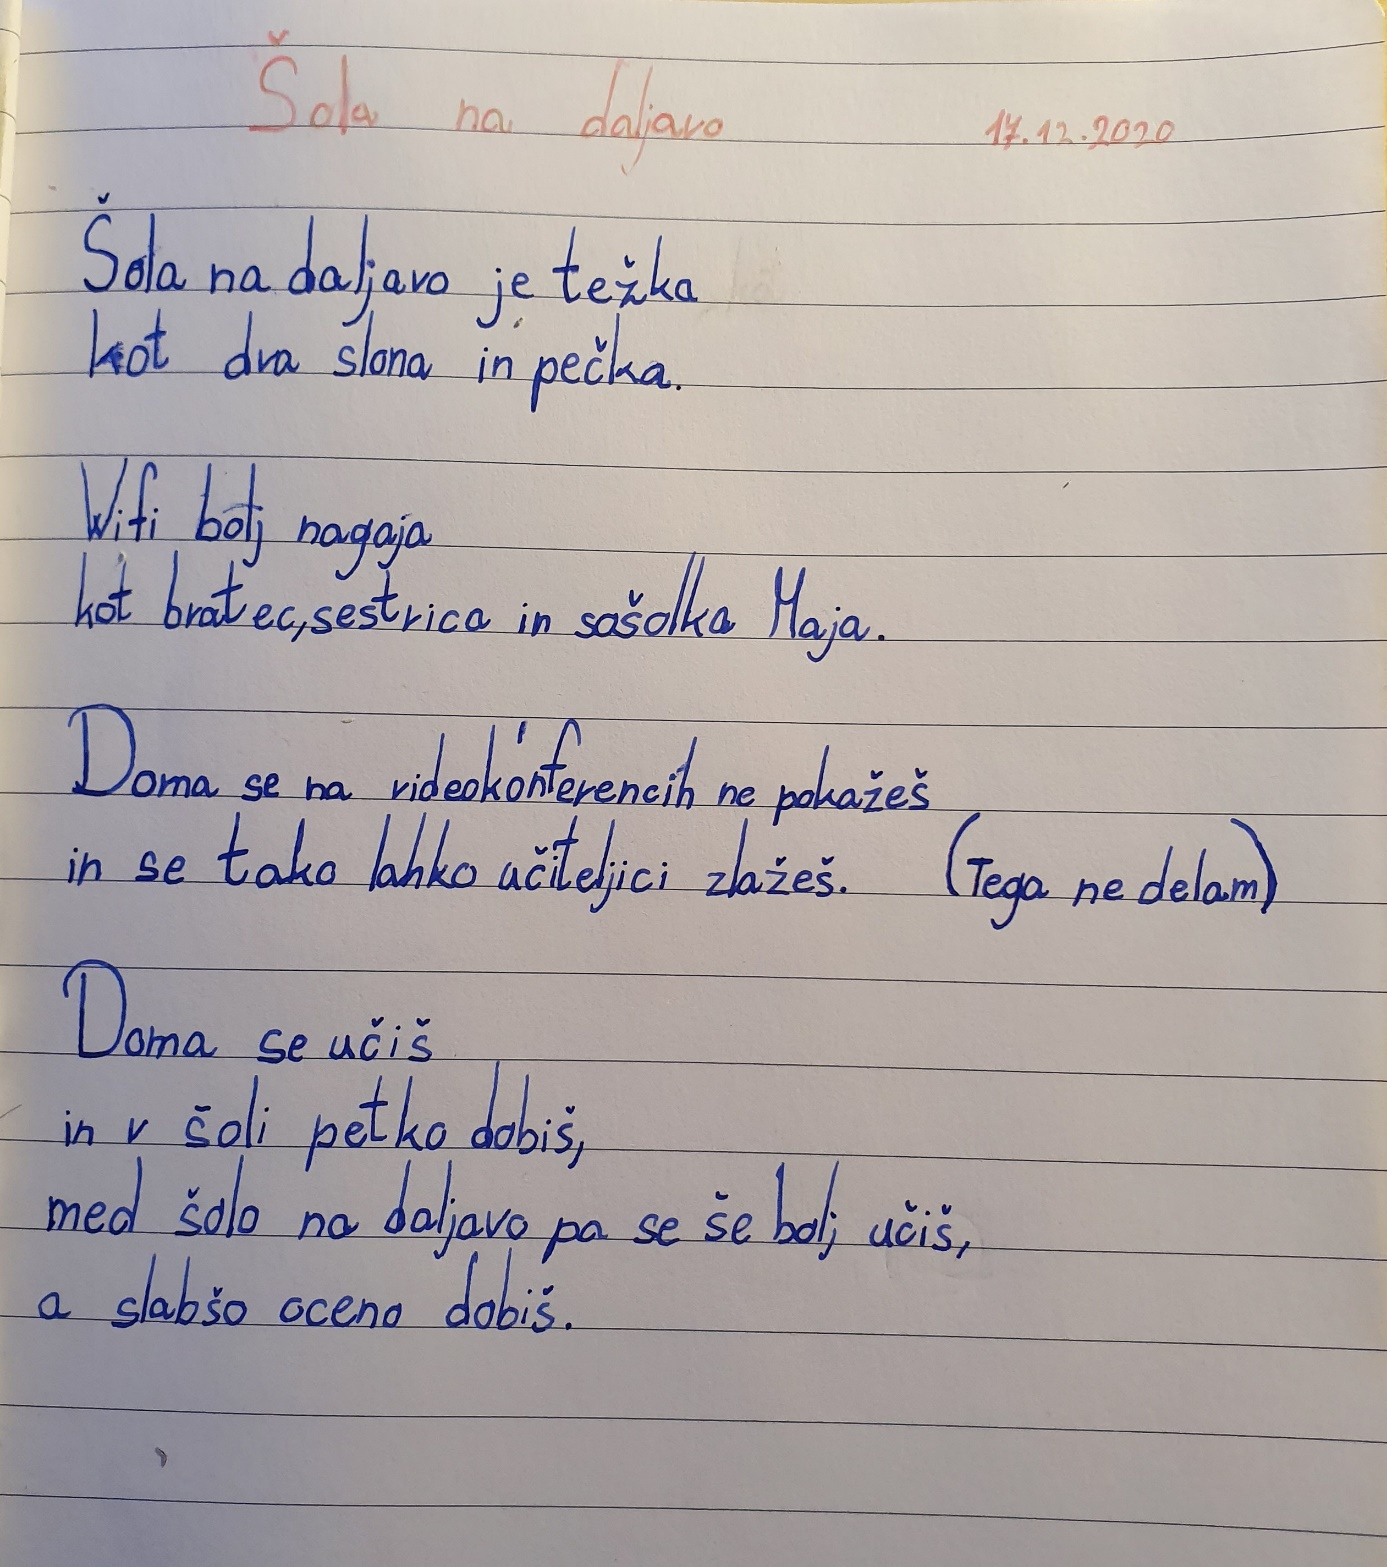 Šola na daljavo 17.12.2020
Šola na daljavo je težka
kot dva slona in pečka.
Wifi bolj nagaja
kot bratec, sestrica in sošolka Maja.
Doma se na videokonferencih ne pokažeš
in se tako lahko učiteljici zlažeš. (Tega ne delam)
Doma se učiš
in v šoli petko dobiš,
med šolo na daljavo pa se še bolj učiš,
a slabšo oceno dobiš.